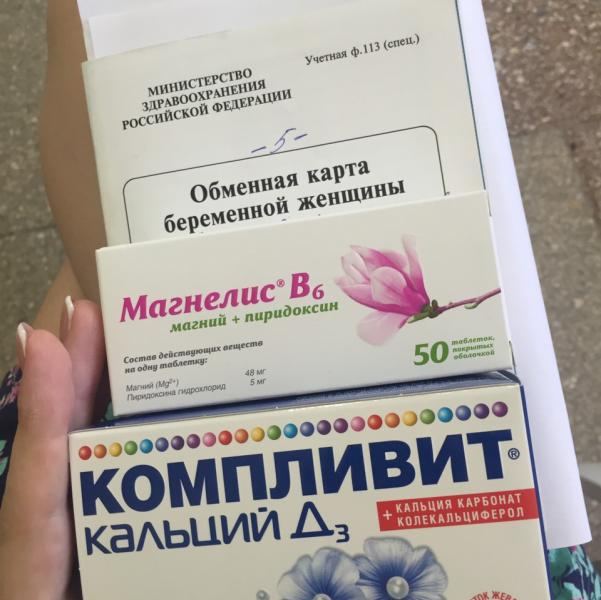 Учетная ф.113 (спец.)
МИНИСТЕРСТВО
ЗДРАВООХРАНЕНИЯ
РОССИЙСКОЙ ФЕДЕРАЦИИ
-5-
Обменная карта
беременной женщины
Магнелис® В6
магний + пиридоксин
Состав действующих веществ
на одну таблетку:
Магний (Mg2+) 48 мг
Пиридоксина гидрохлорид 5 мг
50 таблеток,
покрытых
оболочкой
КОМПЛИВИТ®
кальций Д3
+ КАЛЬЦИЯ КАРБОНАТ
КОЛЕКАЛЬЦИФЕРОЛ